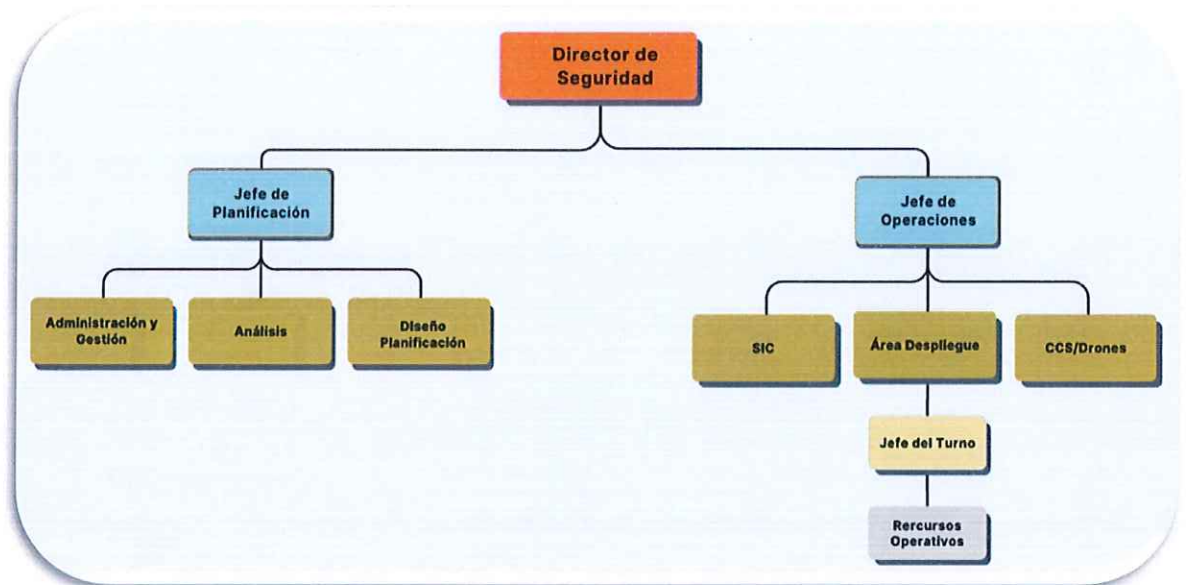 Director de
Seguridad
Jefe de
Planificación
Jefe de
Operaciones
Administración y
Gestión
Análisis
Diseño
Planificación
SIC
Área Despliegue
CCS/Drones
Jefe del Turno
Rercursos
Operativos